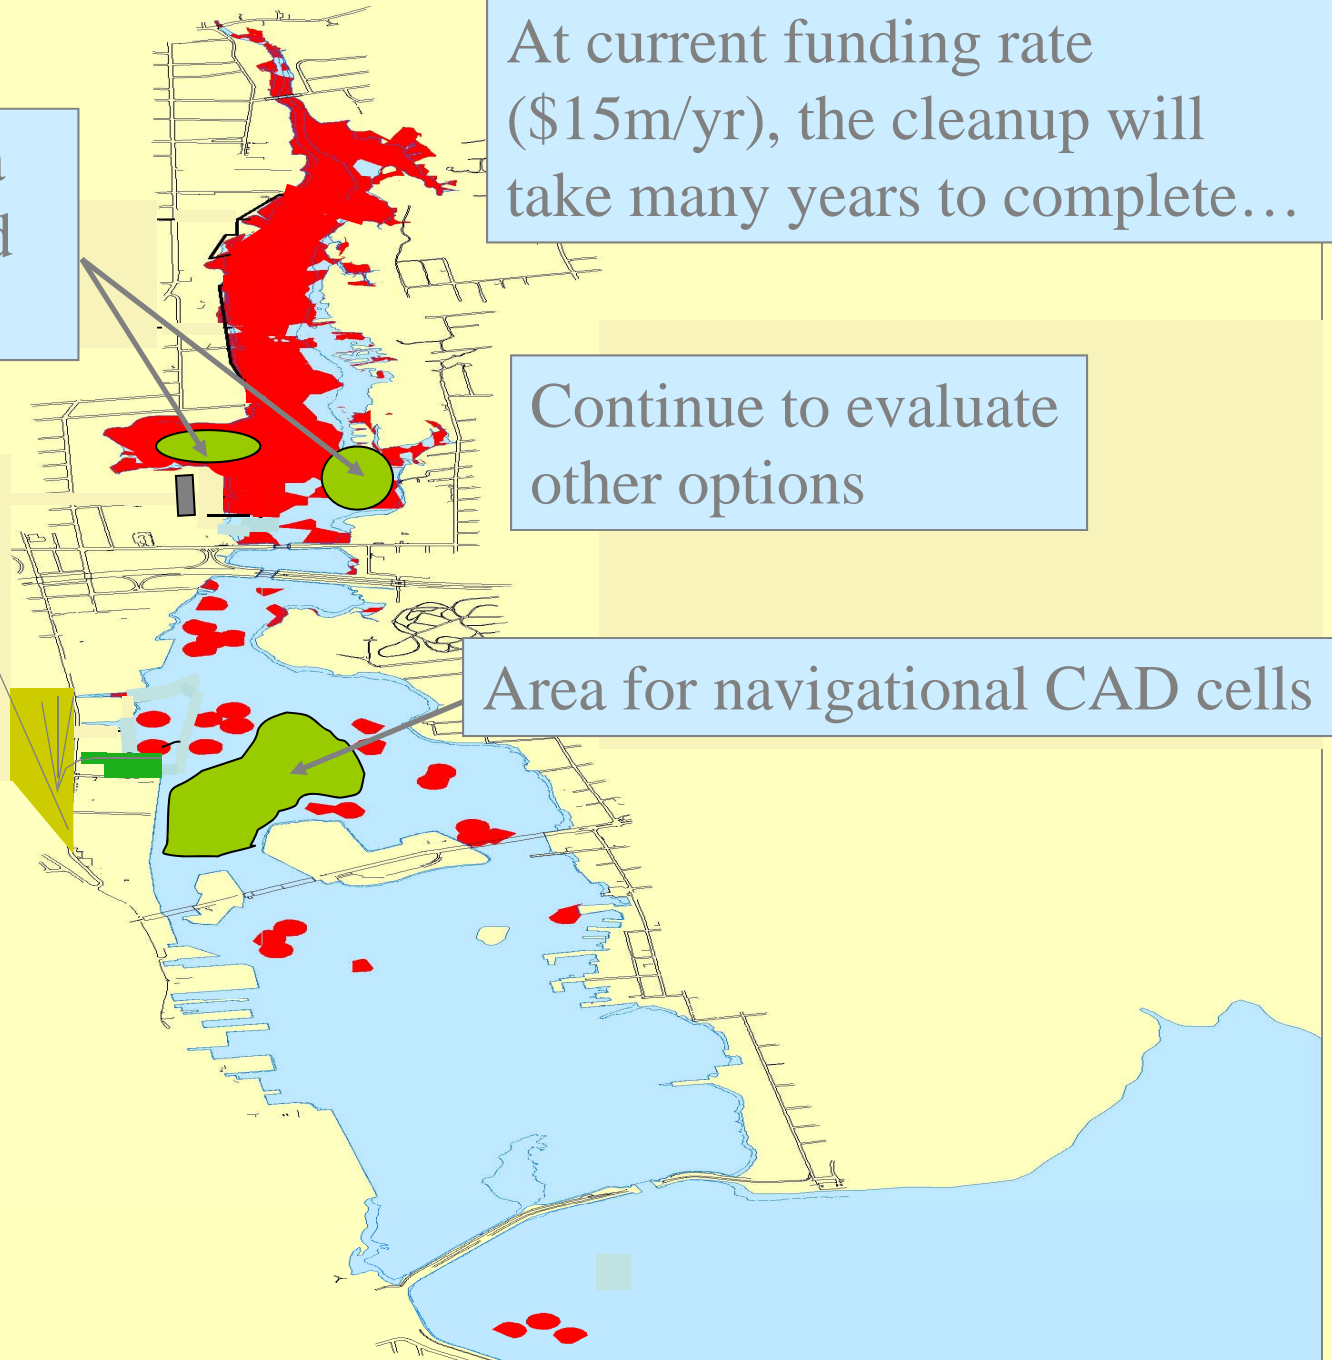 At current funding rate
($15m/yr), the cleanup will
take many years to complete…
Continue to evaluate
other options
Area for navigational CAD cells